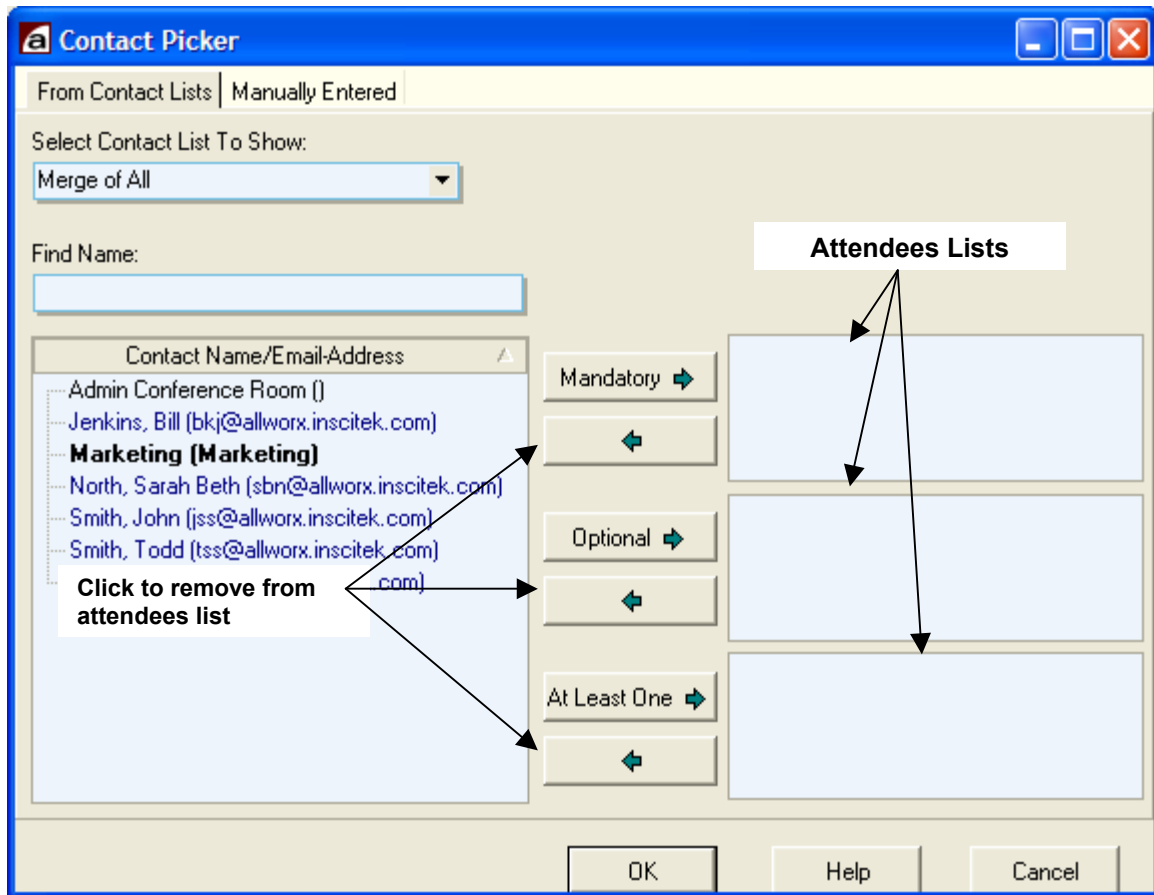 Contact Picker
From Contact Lists
Manually Entered
Select Contact List To Show:
Merge of All
Find Name:
Attendees Lists
Contact Name/Email-Address
Admin Conference Room ()
Jenkins, Bill (bkj@allworx.inscitek.com)
Marketing (Marketing)
North, Sarah Beth (sbn@allworx.inscitek.com)
Smith, John (jss@allworx.inscitek.com)
Smith, Todd (tss@allworx.inscitek.com)
.com)
Click to remove from
attendees list
Mandatory
Optional
At Least One
OK
Help
Cancel